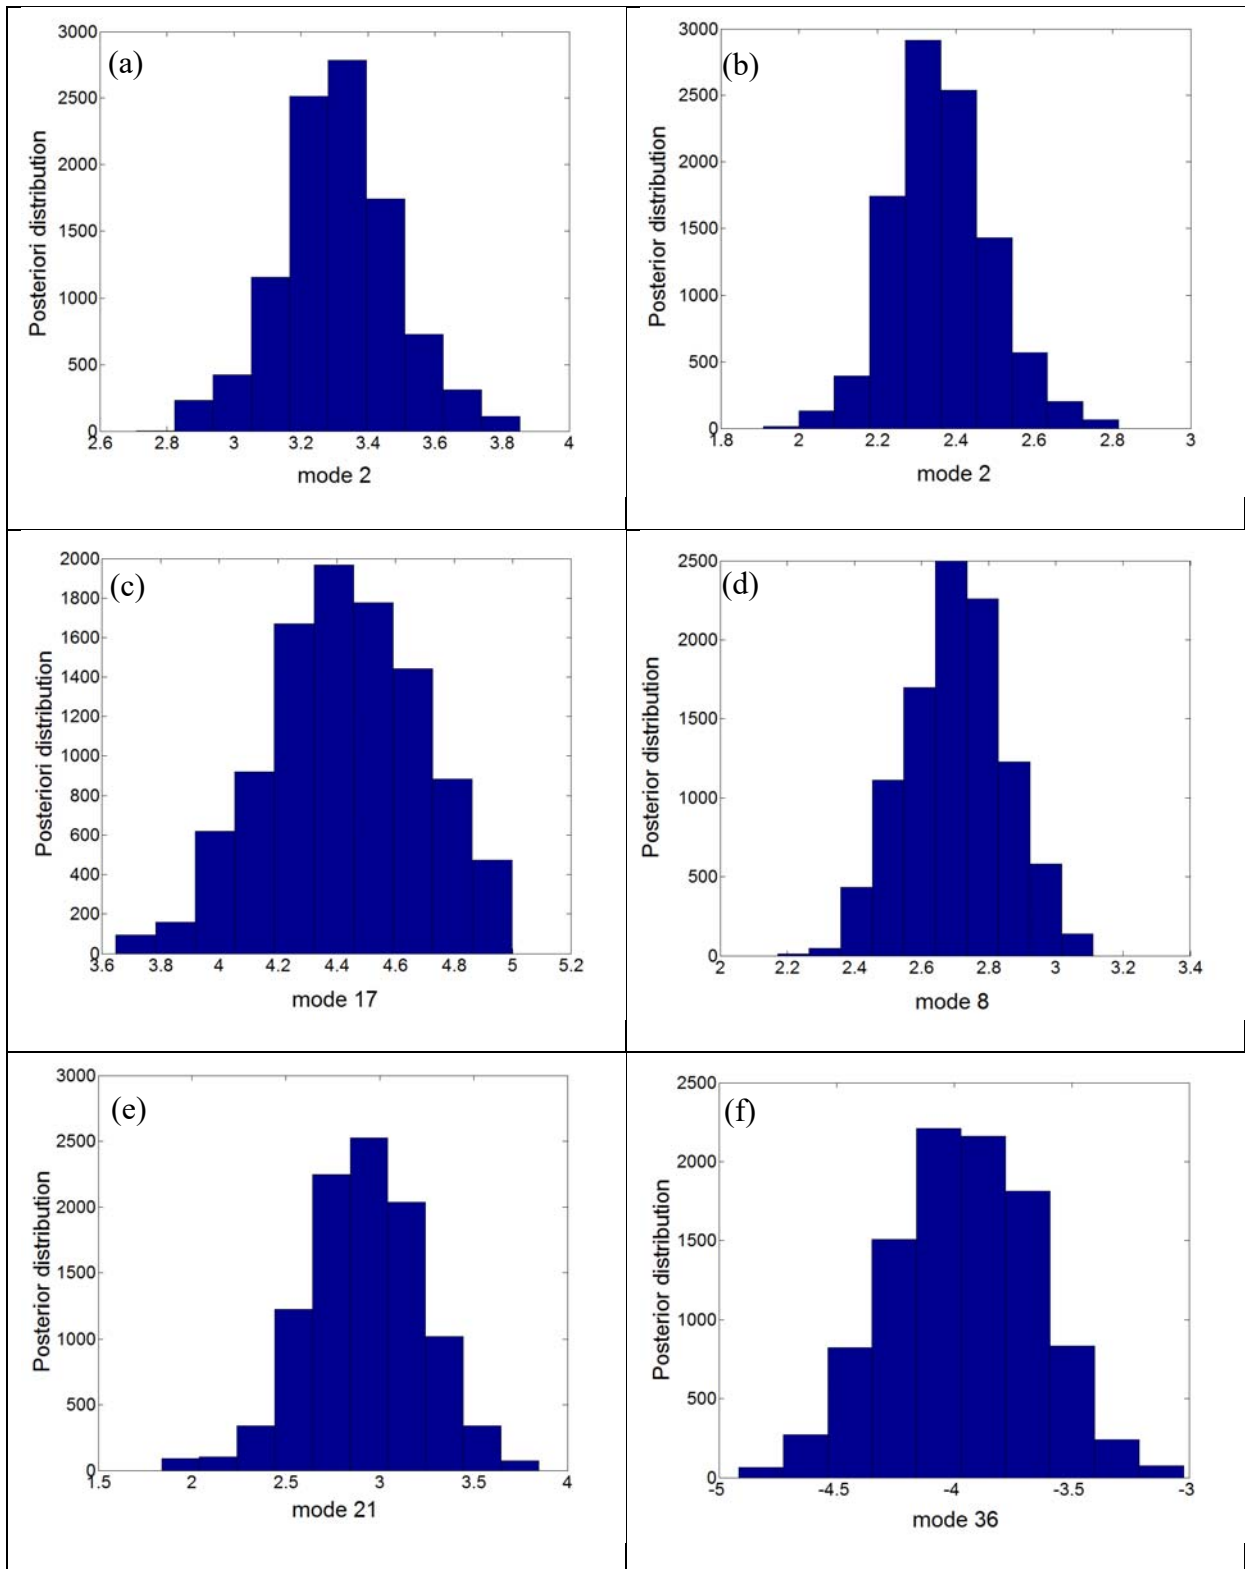 (a)
Posteriori distribution
3000
2500
2000
1500
1000
500
0
2.6 2.8 3 3.2 3.4 3.6 3.8 4
mode 2
(b)
Posterior distribution
3000
2500
2000
1500
1000
500
0
1.8 2 2.2 2.4 2.6 2.8 3
mode 2
(c)
Posteriori distribution
2000
1800
1600
1400
1200
1000
800
600
400
200
0
3.6 3.8 4 4.2 4.4 4.6 4.8 5 5.2
mode 17
(d)
Posterior distribution
2500
2000
1500
1000
500
0
2 2.2 2.4 2.6 2.8 3 3.2 3.4
mode 8
(e)
Posterior distribution
3000
2500
2000
1500
1000
500
0
1.5 2 2.5 3 3.5 4
mode 21
(f)
Posterior distribution
2500
2000
1500
1000
500
0
-5 -4.5 -4 -3.5 -3
mode 36